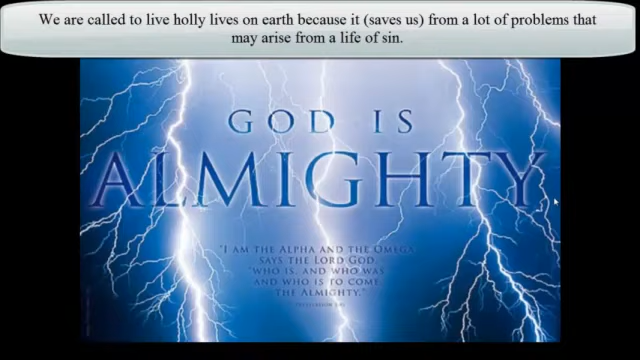 We are called to live holly lives on earth because it (saves us) from a lot of problems that
may arise from a life of sin.
GOD IS
ALMIGHTY
"I AM THE ALPHA AND THE OMEGA
SAYS THE LORD GOD,
"WHO IS, AND WHO WAS
AND WHO IS TO COME
THE ALMIGHTY."